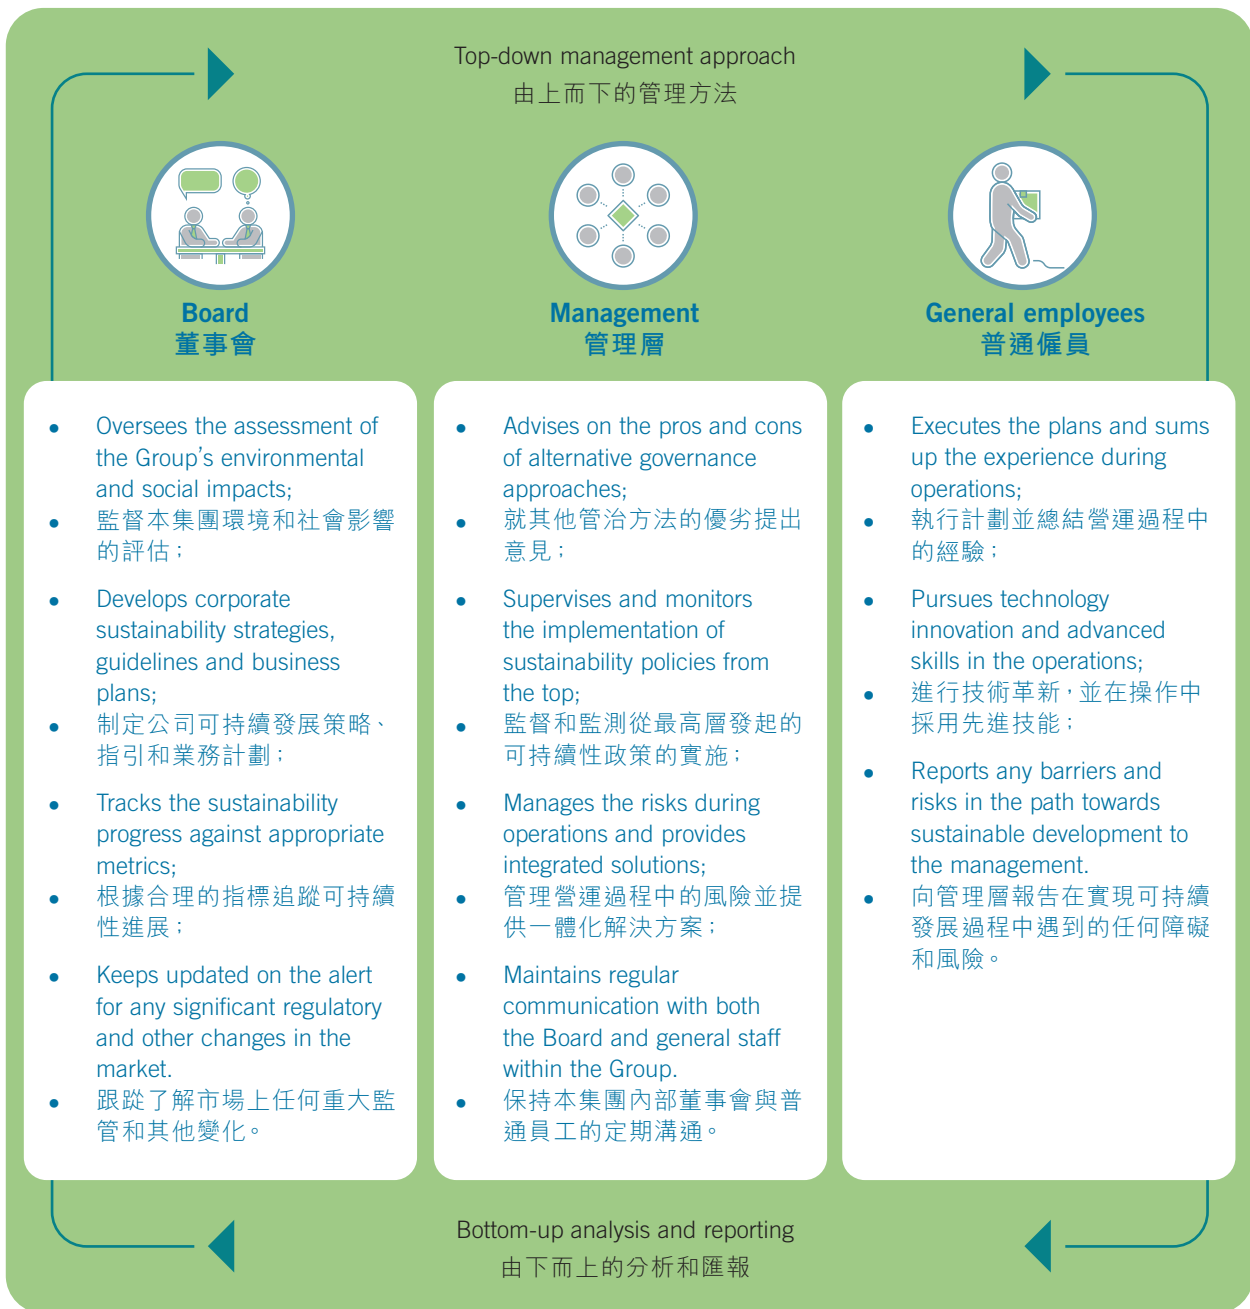 Top-down management approach
由上而下的管理方法
Board
董事會
Management
管理層
General employees
普通僱員
• Oversees the assessment of
the Group's environmental
and social impacts;
• 監督本集團環境和社會影響
的評估；
• Develops corporate
sustainability strategies,
guidelines and business
plans;
• 制定公司可持續發展策略、
指引和業務計劃；
• Tracks the sustainability
progress against appropriate
metrics;
• 根據合理的指標追蹤可持續
性進展；
• Keeps updated on the alert
for any significant regulatory
and other changes in the
market.
• 跟蹤了解市場上任何重大監
管和其他變化。
• Advises on the pros and cons
of alternative governance
approaches;
• 就其他管治方法的優劣提出
意見；
• Supervises and monitors
the implementation of
sustainability policies from
the top;
• 監督和監測從最高層發起的
可持續性政策的實施；
• Manages the risks during
operations and provides
integrated solutions;
• 管理營運過程中的風險並提
供一體化解決方案；
• Maintains regular
communication with both
the Board and general staff
within the Group.
• 保持本集團內部董事會與普
通員工的定期溝通。
• Executes the plans and sums
up the experience during
operations;
• 執行計劃並總結營運過程中
的經驗；
• Pursues technology
innovation and advanced
skills in the operations;
• 進行技術革新，並在操作中
採用先進技能；
• Reports any barriers and
risks in the path towards
sustainable development to
the management.
• 向管理層報告在實現可持續
發展過程中遇到的任何障礙
和風險。
Bottom-up analysis and reporting
由下而上的分析和匯報